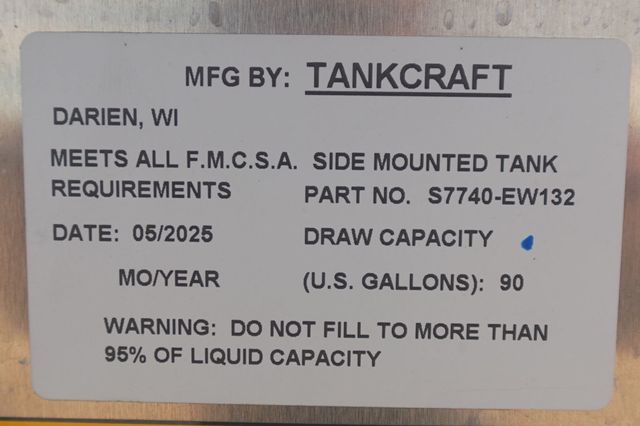 MFG BY: TANKCRAFT
DARIEN, WI
MEETS ALL F.M.C.S.A. SIDE MOUNTED TANK
REQUIREMENTS PART NO. S7740-EW132
DATE: 05/2025 DRAW CAPACITY
MO/YEAR (U.S. GALLONS): 90
WARNING: DO NOT FILL TO MORE THAN
95% OF LIQUID CAPACITY